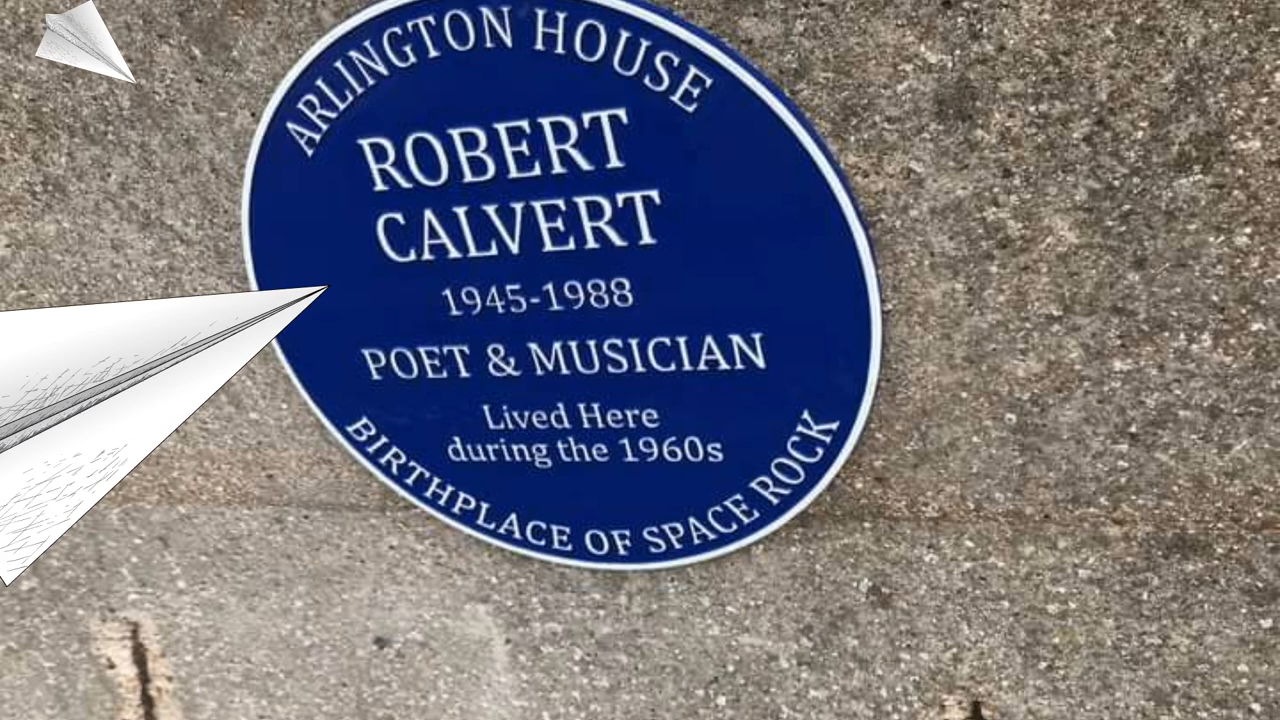 ARLINGTON HOUSE
ROBERT
CALVERT
1945-1988
POET & MUSICIAN
Lived Here
during the 1960s
BIRTHPLACE OF SPACE ROCK